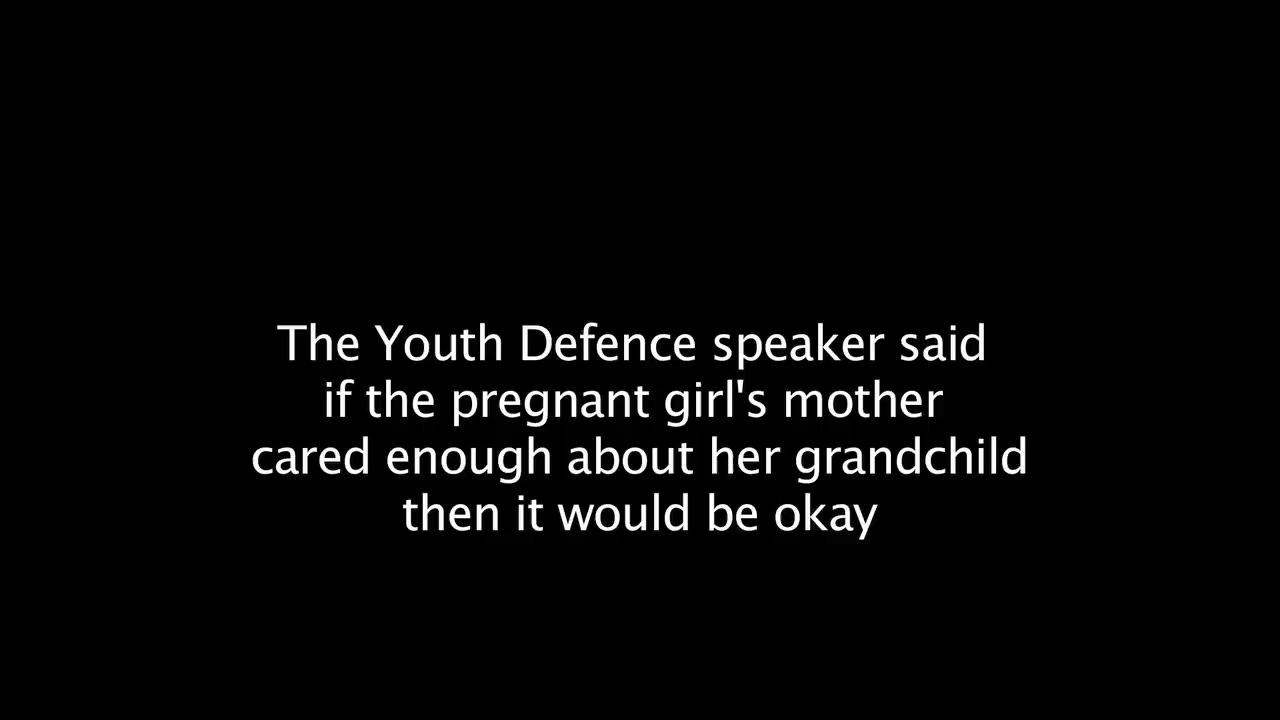 The Youth Defence speaker said
if the pregnant girl's mother
cared enough about her grandchild
then it would be okay